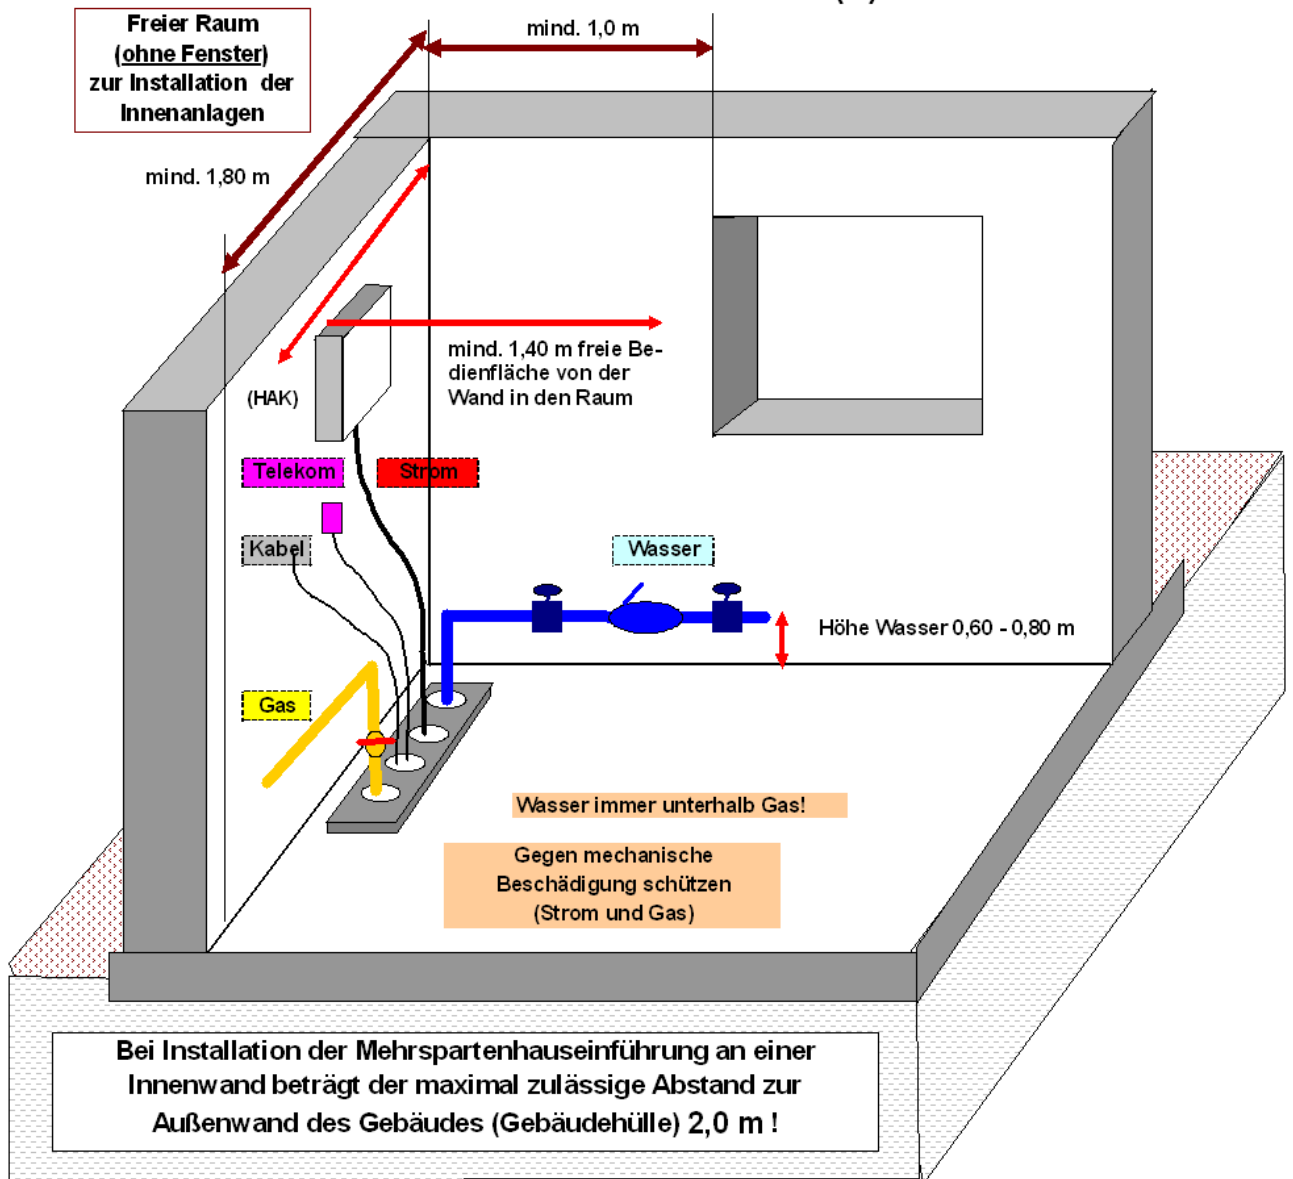 Freier Raum
(ohne Fenster)
zur Installation der
Innenanlagen
mind. 1,0 m
mind. 1,80 m
mind. 1,40 m freie Be-
dienfläche von der
Wand in den Raum
(HAK)
Telekom
Strom
Kabel
Wasser
Höhe Wasser 0,60 - 0,80 m
Gas
Wasser immer unterhalb Gas!
Gegen mechanische
Beschädigung schützen
(Strom und Gas)
Bei Installation der Mehrspartenhauseinführung an einer
Innenwand beträgt der maximal zulässige Abstand zur
Außenwand des Gebäudes (Gebäudehülle) 2,0 m !